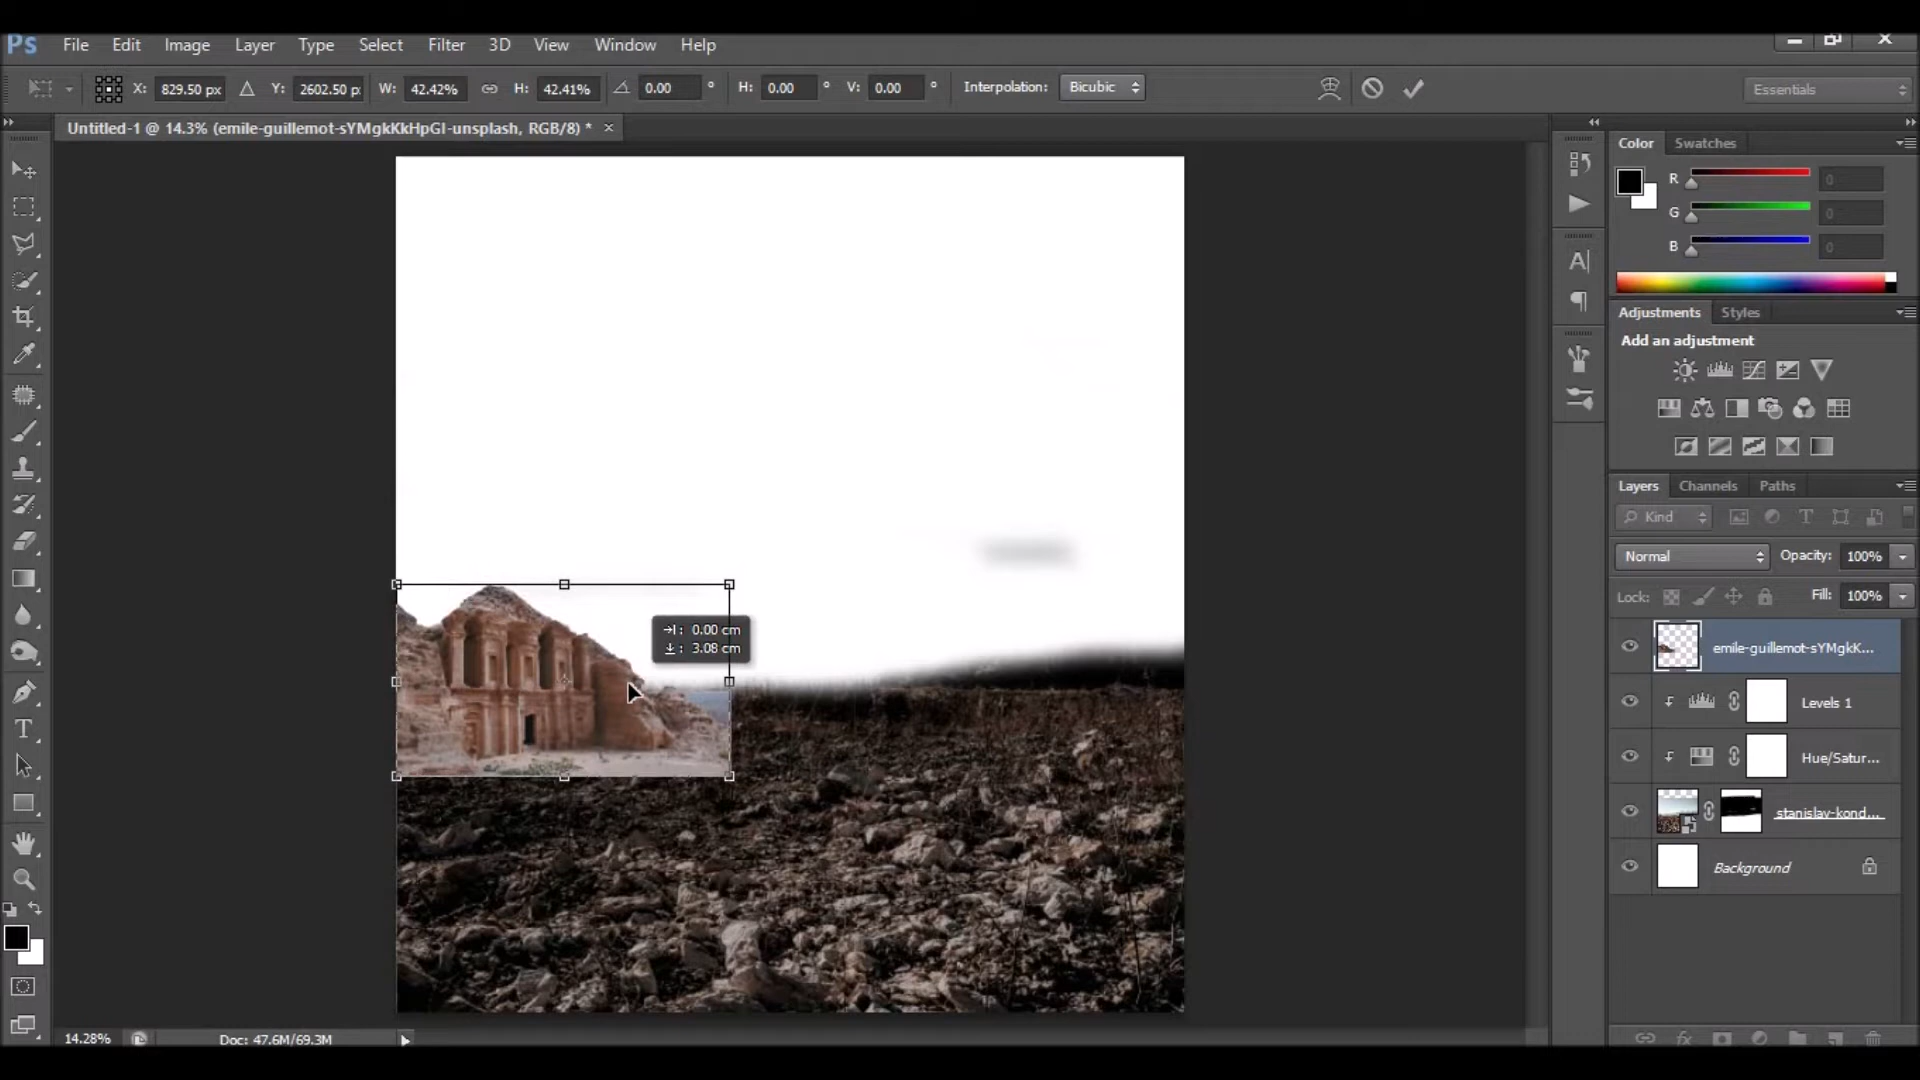 Ps File Edit Image Layer Type Select Filter 3D View Window Help
X: 829.50 px Y: 2602.50 p: W: 42.42% H: 42.41% 0.00 ° H: 0.00 ° V: 0.00 ° Interpolation: Bicubic Essentials
Untitled-1 @ 14.3% (emile-guillemot-sYMgkKkHpGI-unsplash, RGB/8) * ×
Color Swatches
R 0
G 0
B 0
Adjustments Styles
Add an adjustment
Layers Channels Paths
Kind
Normal Opacity: 100%
Lock: Fill: 100%
0.00 cm
3.08 cm
emile-guillemot-sYMgkK...
Levels 1
Hue/Satur...
stanislav-kond...
Background
14.28% Doc: 47.6M/69.3M